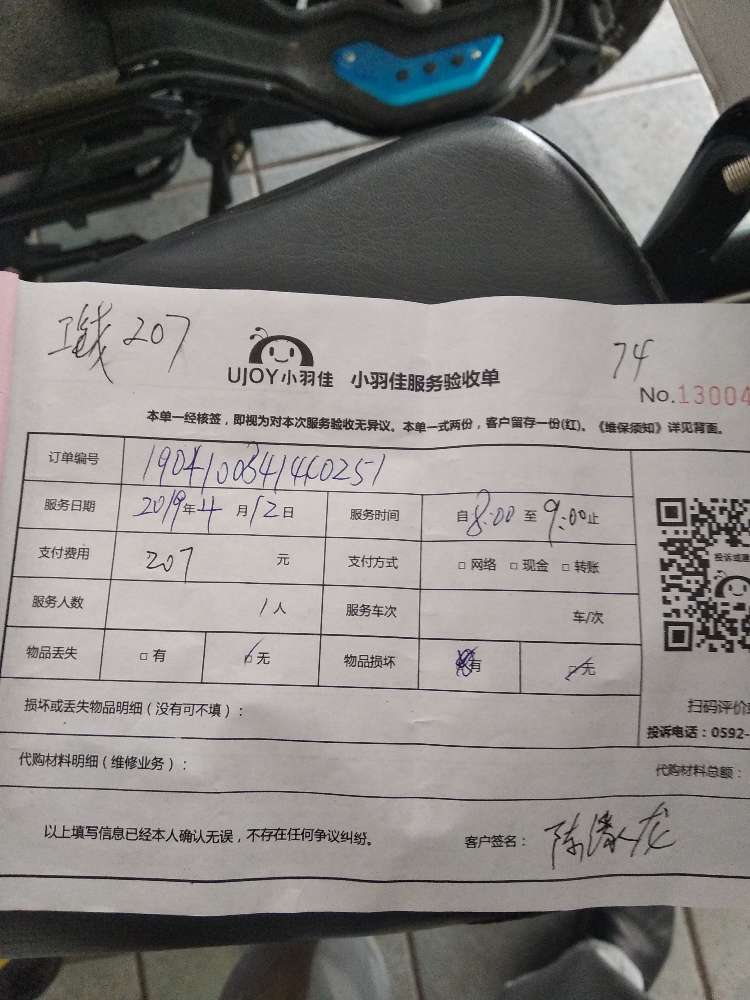 207
74
UJOY小羽佳 小羽佳服务验收单
No.13004
本单一经核签，即视为对本次服务验收无异议。本单一式两份，客户留存一份(红)。《维保须知》详见背面。
订单编号
服务日期 2019年4月12日 服务时间 自8:00至9:00止
支付费用 207 元 支付方式 □网络 □现金 □转账
服务人数 1人 服务车次 车/次
物品丢失 □有 □无 物品损坏 有 □无
损坏或丢失物品明细（没有可不填）：
扫码评价
投诉电话：0592-
代购材料明细（维修业务）：
代购材料总额：
以上填写信息已经本人确认无误，不存在任何争议纠纷。 客户签名：